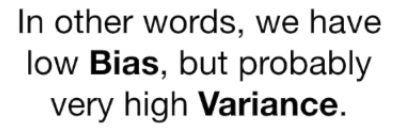 In other words, we have
low Bias, but probably
very high Variance.